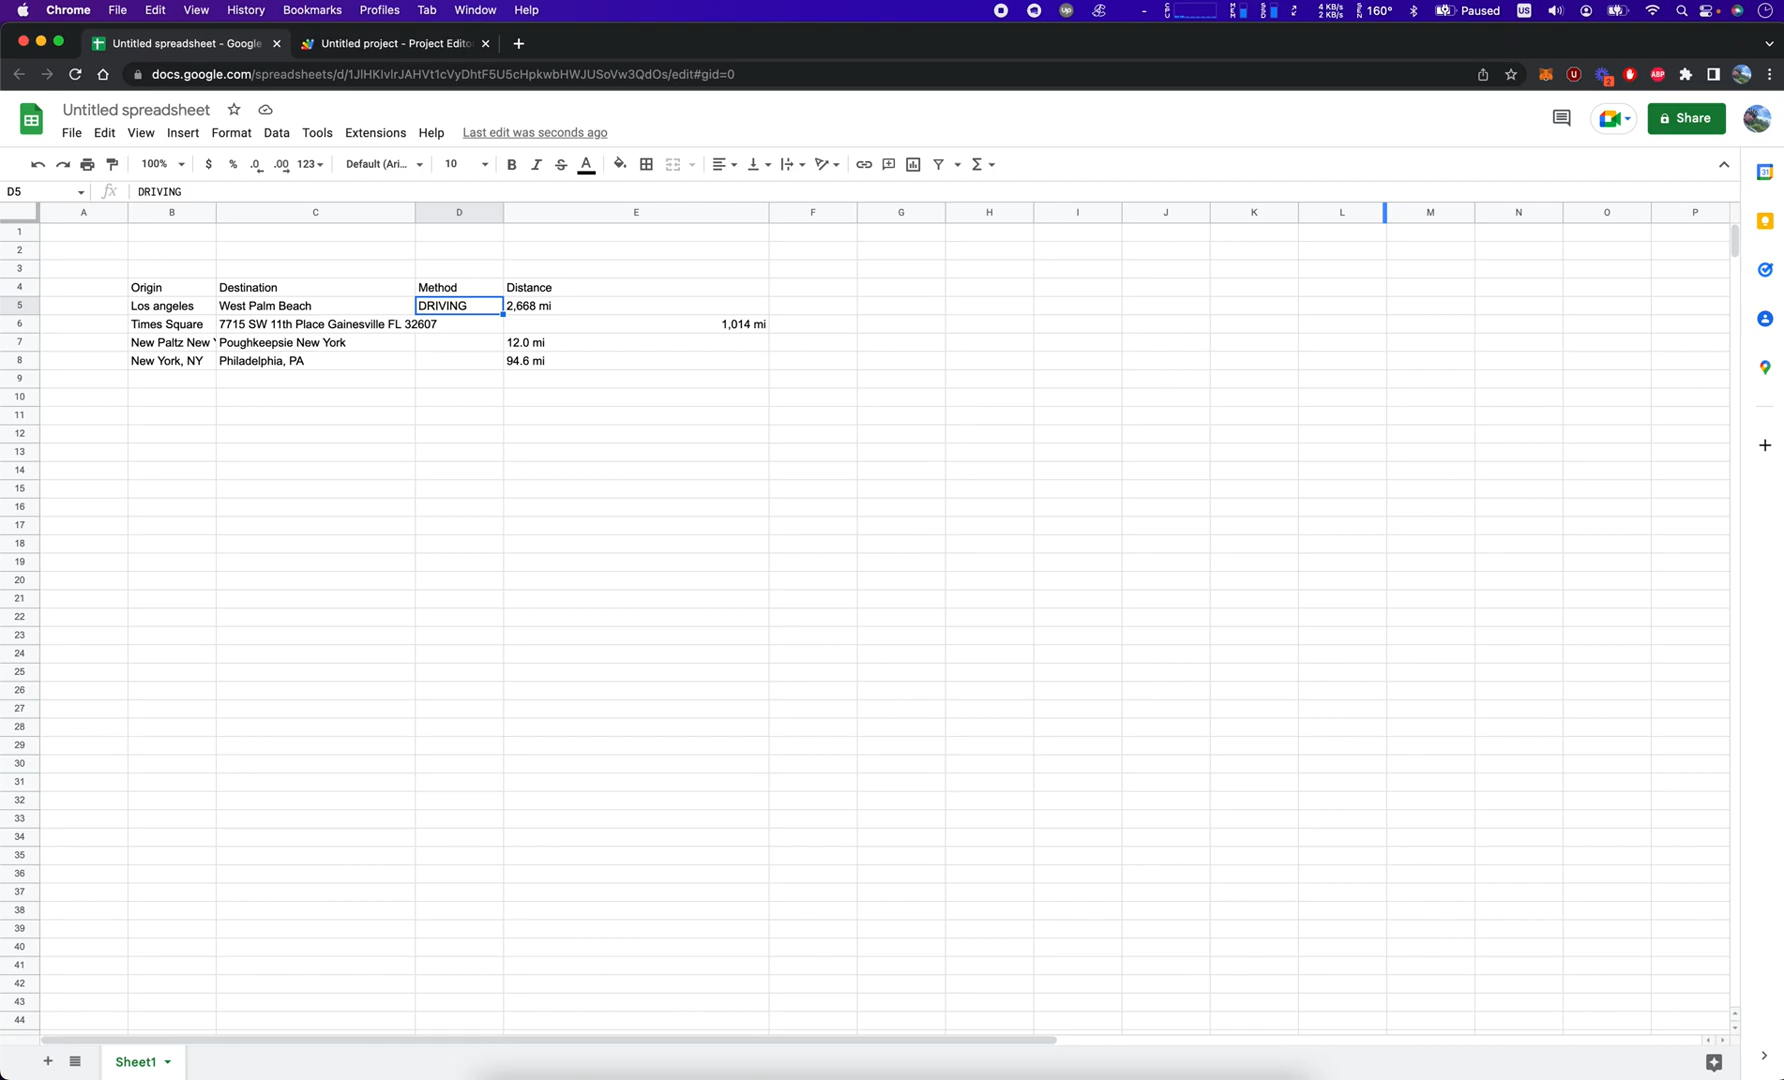 Chrome File Edit View History Bookmarks Profiles Tab Window Help 4 KB/s 2 KB/s 160° Paused US
Untitled spreadsheet - Google Untitled project - Project Edito
docs.google.com/spreadsheets/d/1JlHKIvIrJAHVt1cVyDhtF5U5cHpkwbHWJUSoVw3QdOs/edit#gid=0
Untitled spreadsheet
File Edit View Insert Format Data Tools Extensions Help Last edit was seconds ago
Share
100% $ % .0 .00 123 Default (Ari... 10 B I S A
D5 fx DRIVING
A B C D E F G H I J K L M N O P
1
2
3
4 Origin Destination Method Distance
5 Los angeles West Palm Beach DRIVING 2,668 mi
6 Times Square 7715 SW 11th Place Gainesville FL 32607 1,014 mi
7 New Paltz New Y Poughkeepsie New York 12.0 mi
8 New York, NY Philadelphia, PA 94.6 mi
9
10
11
12
13
14
15
16
17
18
19
20
21
22
23
24
25
26
27
28
29
30
31
32
33
34
35
36
37
38
39
40
41
42
43
44
Sheet1